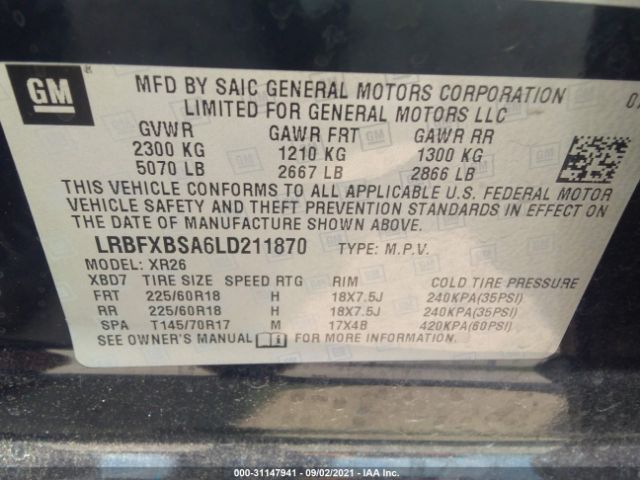 GM
MFD BY SAIC GENERAL MOTORS CORPORATION
LIMITED FOR GENERAL MOTORS LLC
GVWR GAWR FRT GAWR RR
2300 KG 1210 KG 1300 KG
5070 LB 2667 LB 2866 LB
THIS VEHICLE CONFORMS TO ALL APPLICABLE U.S. FEDERAL MOTOR
VEHICLE SAFETY AND THEFT PREVENTION STANDARDS IN EFFECT ON
THE DATE OF MANUFACTURE SHOWN ABOVE.
LRBFXBSA6LD211870 TYPE: M.P.V.
MODEL: XR26
XBD7 TIRE SIZE SPEED RTG RIM COLD TIRE PRESSURE
FRT 225/60R18 H 18X7.5J 240KPA(35PSI)
RR 225/60R18 H 18X7.5J 240KPA(35PSI)
SPA T145/70R17 M 17X4B 420KPA(60PSI)
SEE OWNER'S MANUAL FOR MORE INFORMATION.
000-31147941 - 09/02/2021 - IAA Inc.